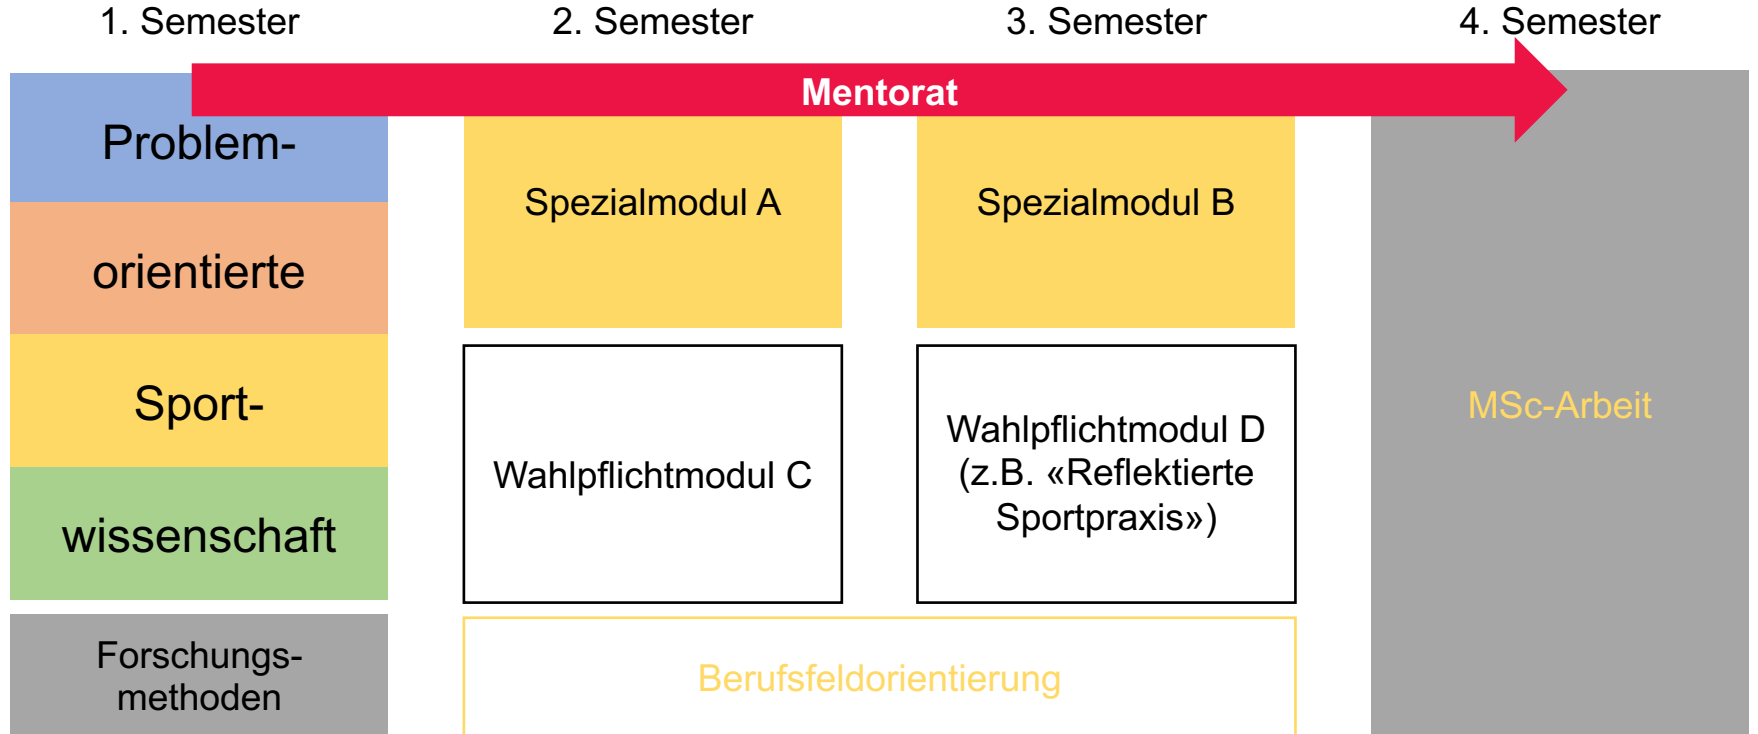 1. Semester
2. Semester
3. Semester
4. Semester
Mentorat
Problem-
orientierte
Sport-
wissenschaft
Forschungs-
methoden
Spezialmodul A
Wahlpflichtmodul C
Spezialmodul B
Wahlpflichtmodul D
(z.B. «Reflektierte
Sportpraxis»)
Berufsfeldorientierung
MSc-Arbeit